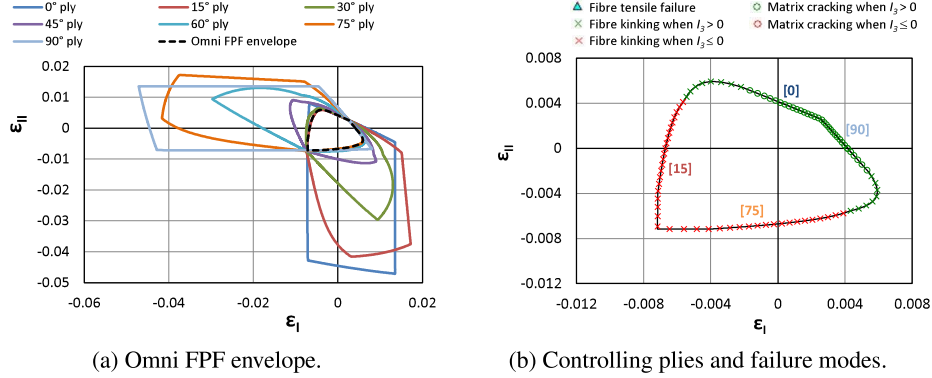 0° ply 15° ply 30° ply
45° ply 60° ply 75° ply
90° ply Omni FPF envelope
0.02
0.01
0
-0.01
-0.02
-0.03
-0.04
-0.05
-0.06 -0.04 -0.02 0 0.02
εII
εI
(a) Omni FPF envelope.
Fibre tensile failure Matrix cracking when I3 > 0
Fibre kinking when I3 > 0 Matrix cracking when I3 ≤ 0
Fibre kinking when I3 ≤ 0
0.008
0.004
0
-0.004
-0.008
-0.012
-0.012 -0.008 -0.004 0 0.004 0.008
εII
εI
[0]
[90]
[15]
[75]
(b) Controlling plies and failure modes.